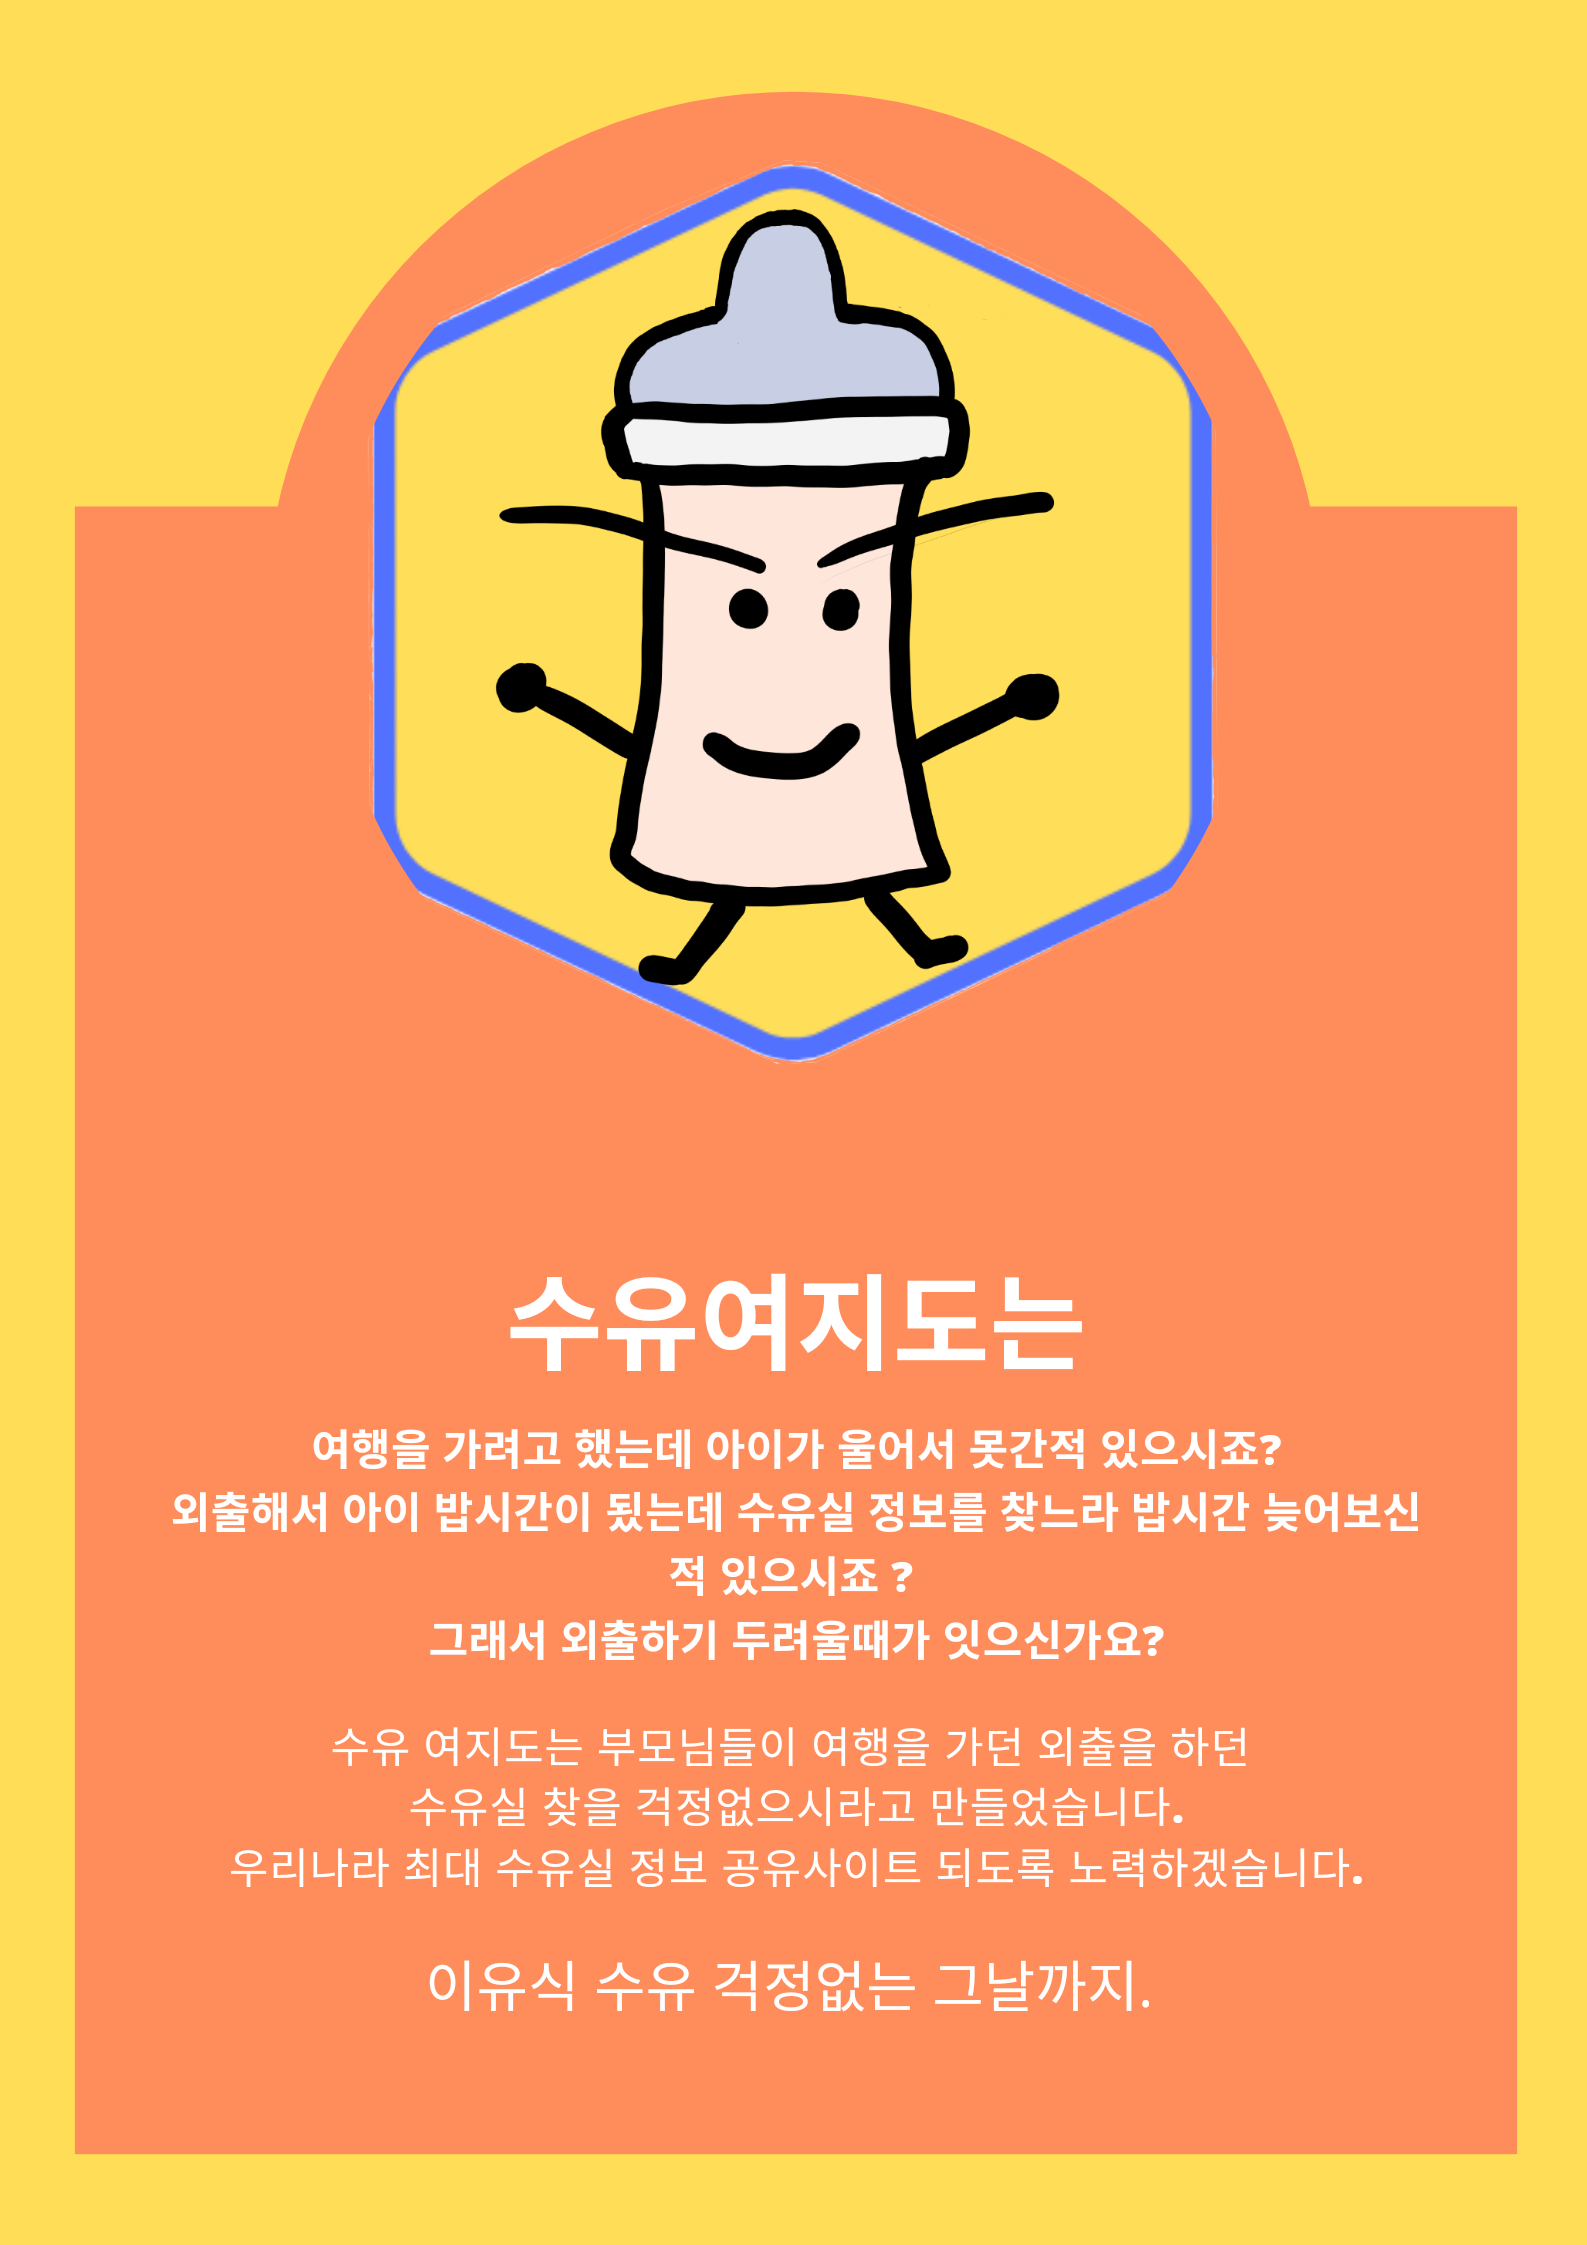 수유여지도는
여행을 가려고 했는데 아이가 울어서 못간적 있으시죠?
외출해서 아이 밥시간이 됬는데 수유실 정보를 찾느라 밥시간 늦어보신
적 있으시죠 ?
그래서 외출하기 두려울때가 잇으신가요?
수유 여지도는 부모님들이 여행을 가던 외출을 하던
수유실 찾을 걱정없으시라고 만들었습니다.
우리나라 최대 수유실 정보 공유사이트 되도록 노력하겠습니다.
이유식 수유 걱정없는 그날까지.